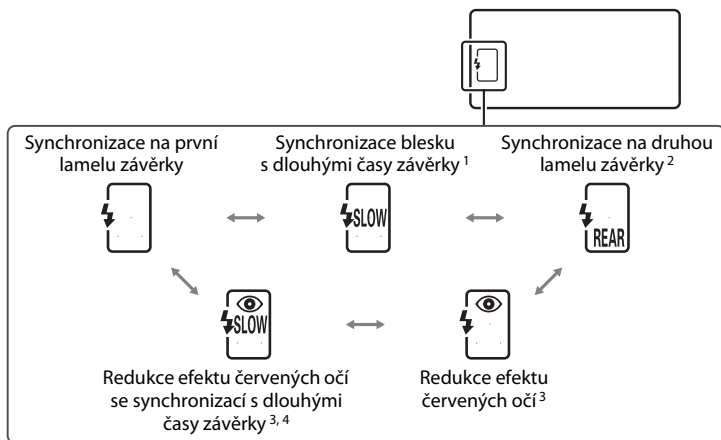 Synchronizace na první
lamelu závěrky
Synchronizace blesku
s dlouhými časy závěrky 1
Synchronizace na druhou
lamelu závěrky 2
SLOW
REAR
SLOW
Redukce efektu červených očí
se synchronizací s dlouhými
časy závěrky 3, 4
Redukce efektu
červených očí 3